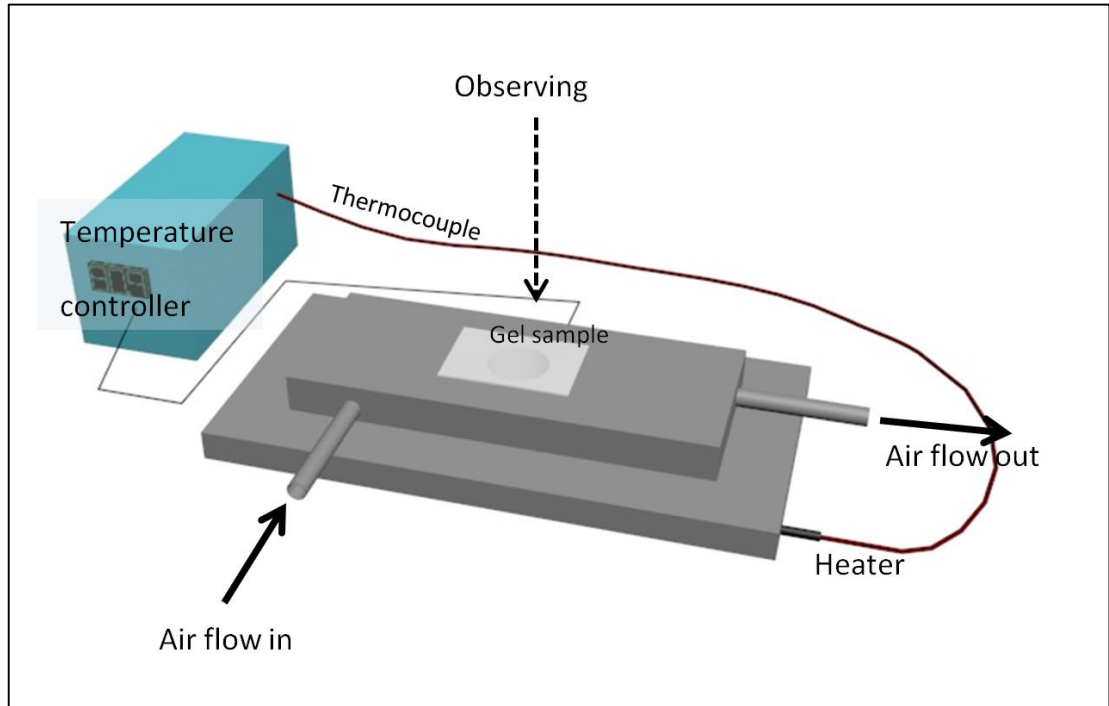 Observing
Thermocouple
Temperature
controller
Gel sample
Air flow out
Heater
Air flow in